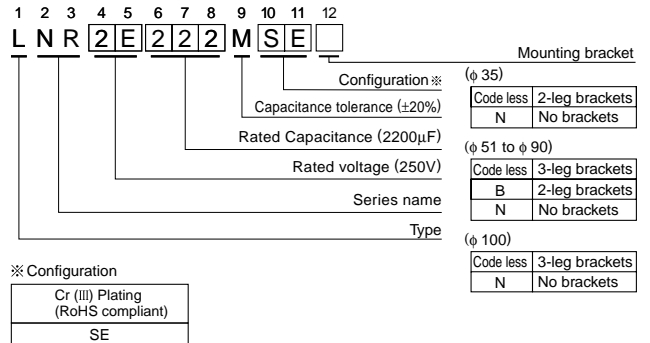 1 2 3 4 5 6 7 8 9 10 11 12
L N R 2 E 2 2 2 M S E
Mounting bracket
Configuration※
Capacitance tolerance (±20%)
Rated Capacitance (2200μF)
Rated voltage (250V)
Series name
Type
(φ 35)
Code less 2-leg brackets
N No brackets
(φ 51 to φ 90)
Code less 3-leg brackets
B 2-leg brackets
N No brackets
(φ 100)
Code less 3-leg brackets
N No brackets
※Configuration
Cr (III) Plating
(RoHS compliant)
SE